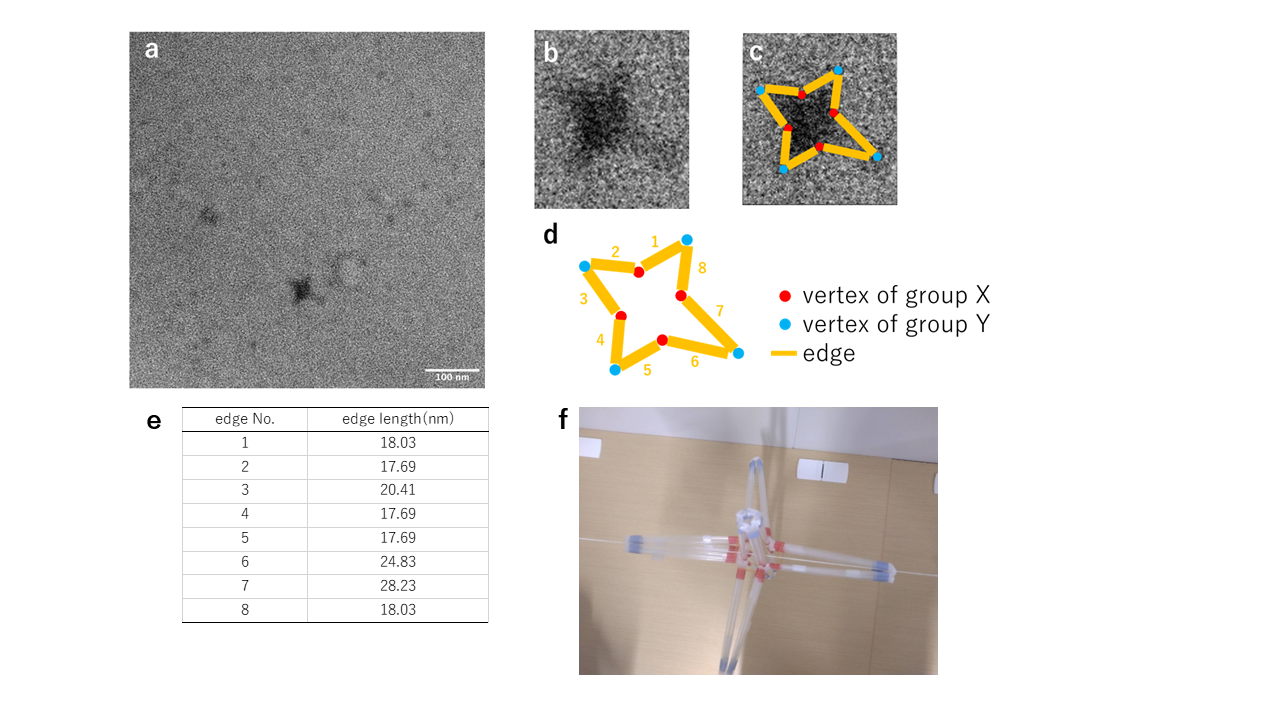 a
100 nm
b
c
d
1
2
3
4
5
6
7
8
vertex of group X
vertex of group Y
edge
e
edge No. edge length(nm)
1 18.03
2 17.69
3 20.41
4 17.69
5 17.69
6 24.83
7 28.23
8 18.03
f